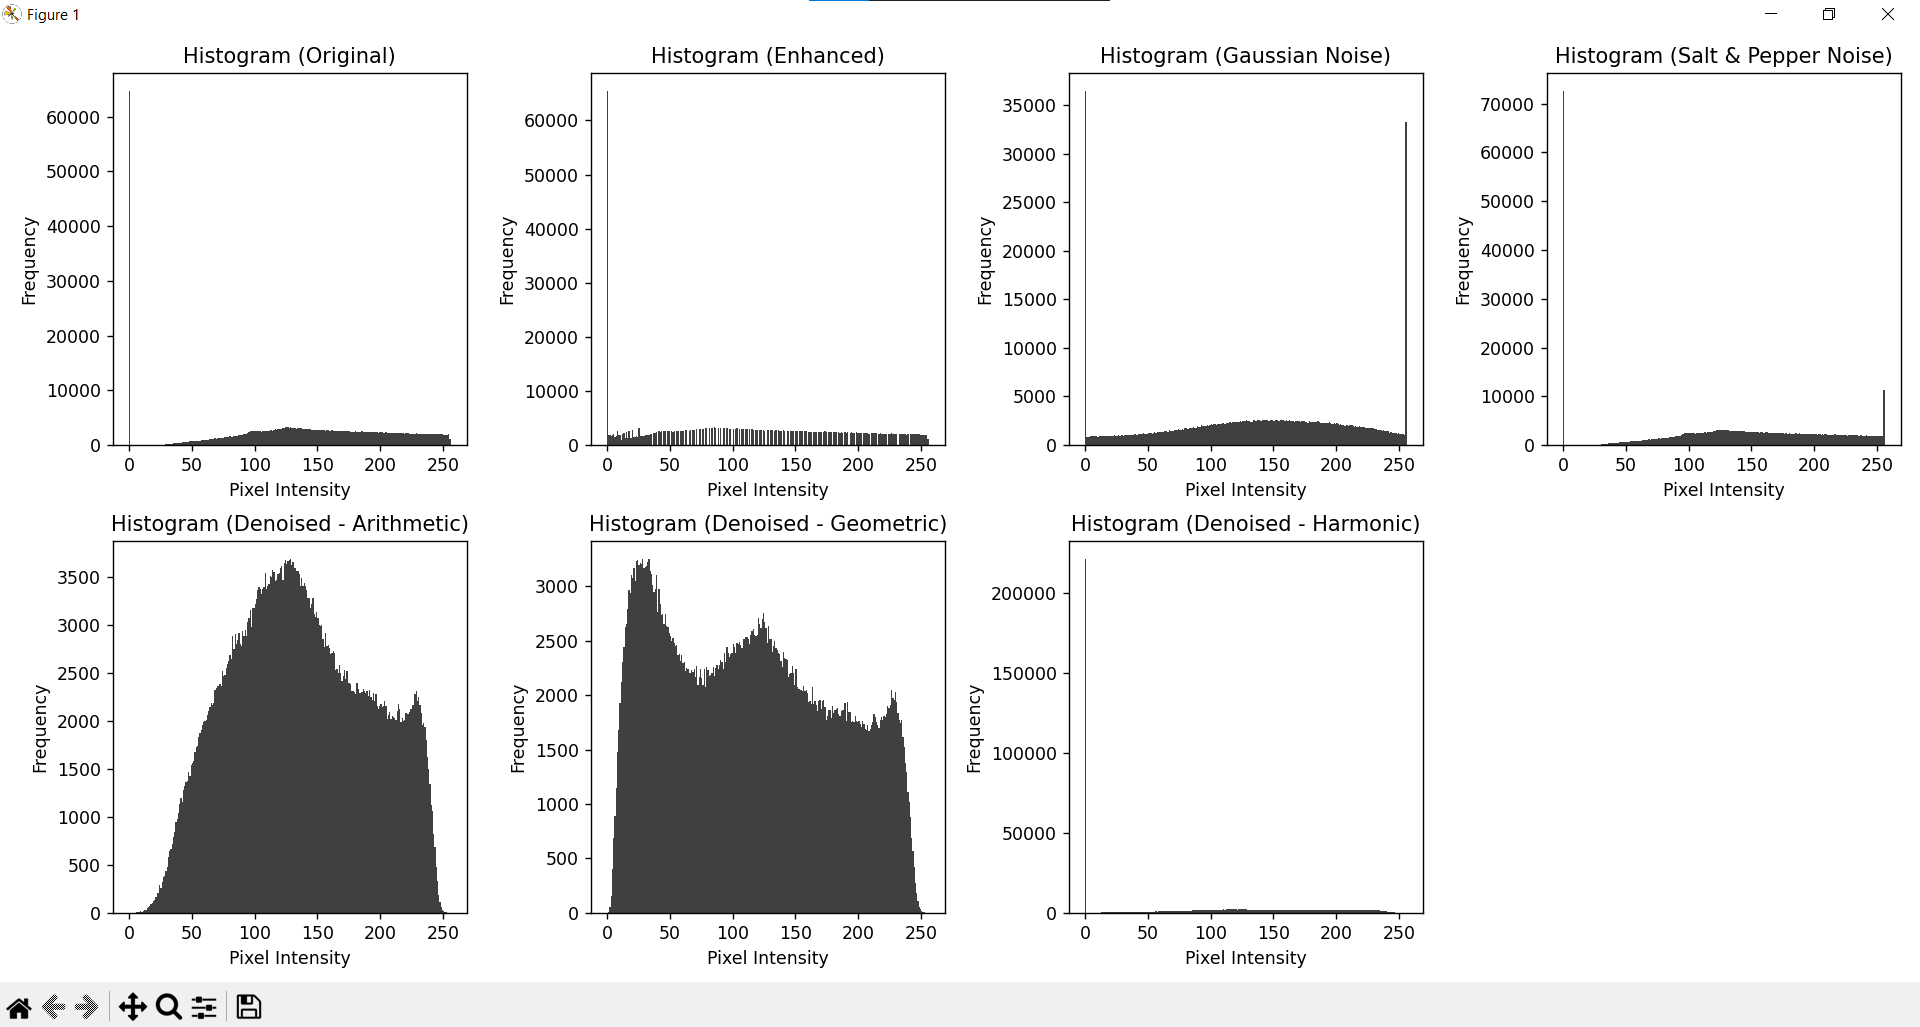 Figure 1
Histogram (Original)
Frequency
60000
50000
40000
30000
20000
10000
0
0 50 100 150 200 250
Pixel Intensity
Histogram (Enhanced)
Frequency
60000
50000
40000
30000
20000
10000
0
0 50 100 150 200 250
Pixel Intensity
Histogram (Gaussian Noise)
Frequency
35000
30000
25000
20000
15000
10000
5000
0
0 50 100 150 200 250
Pixel Intensity
Histogram (Salt & Pepper Noise)
Frequency
70000
60000
50000
40000
30000
20000
10000
0
0 50 100 150 200 250
Pixel Intensity
Histogram (Denoised - Arithmetic)
Frequency
3500
3000
2500
2000
1500
1000
500
0
0 50 100 150 200 250
Pixel Intensity
Histogram (Denoised - Geometric)
Frequency
3000
2500
2000
1500
1000
500
0
0 50 100 150 200 250
Pixel Intensity
Histogram (Denoised - Harmonic)
Frequency
200000
150000
100000
50000
0
0 50 100 150 200 250
Pixel Intensity